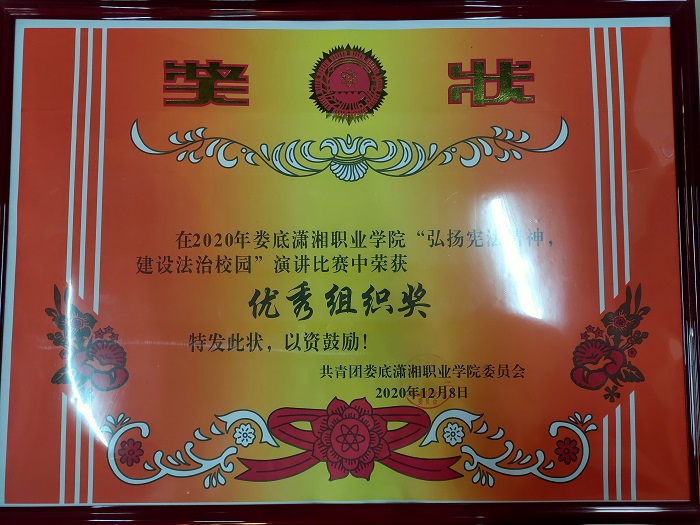 奖 状
在2020年娄底潇湘职业学院“弘扬宪法精神，
建设法治校园”演讲比赛中荣获
优秀组织奖
特发此状，以资鼓励！
共青团娄底潇湘职业学院委员会
2020年12月8日